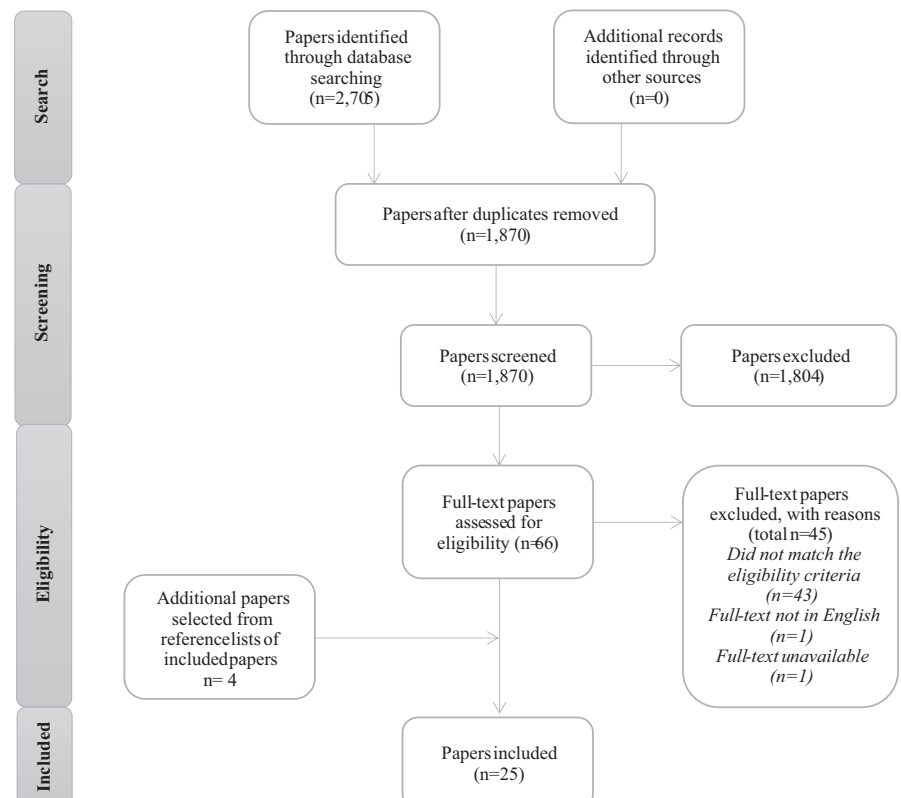 Search
Papers identified
through database
searching
(n=2,705)
Additional records
identified through
other sources
(n=0)
Screening
Papers after duplicates removed
(n=1,870)
Papers screened
(n=1,870)
Papers excluded
(n=1,804)
Eligibility
Full-text papers
assessed for
eligibility (n=66)
Full-text papers
excluded, with reasons
(total n=45)
Did not match the
eligibility criteria
(n=43)
Full-text not in English
(n=1)
Full-text unavailable
(n=1)
Additional papers
selected from
reference lists of
included papers
n= 4
Included
Papers included
(n=25)